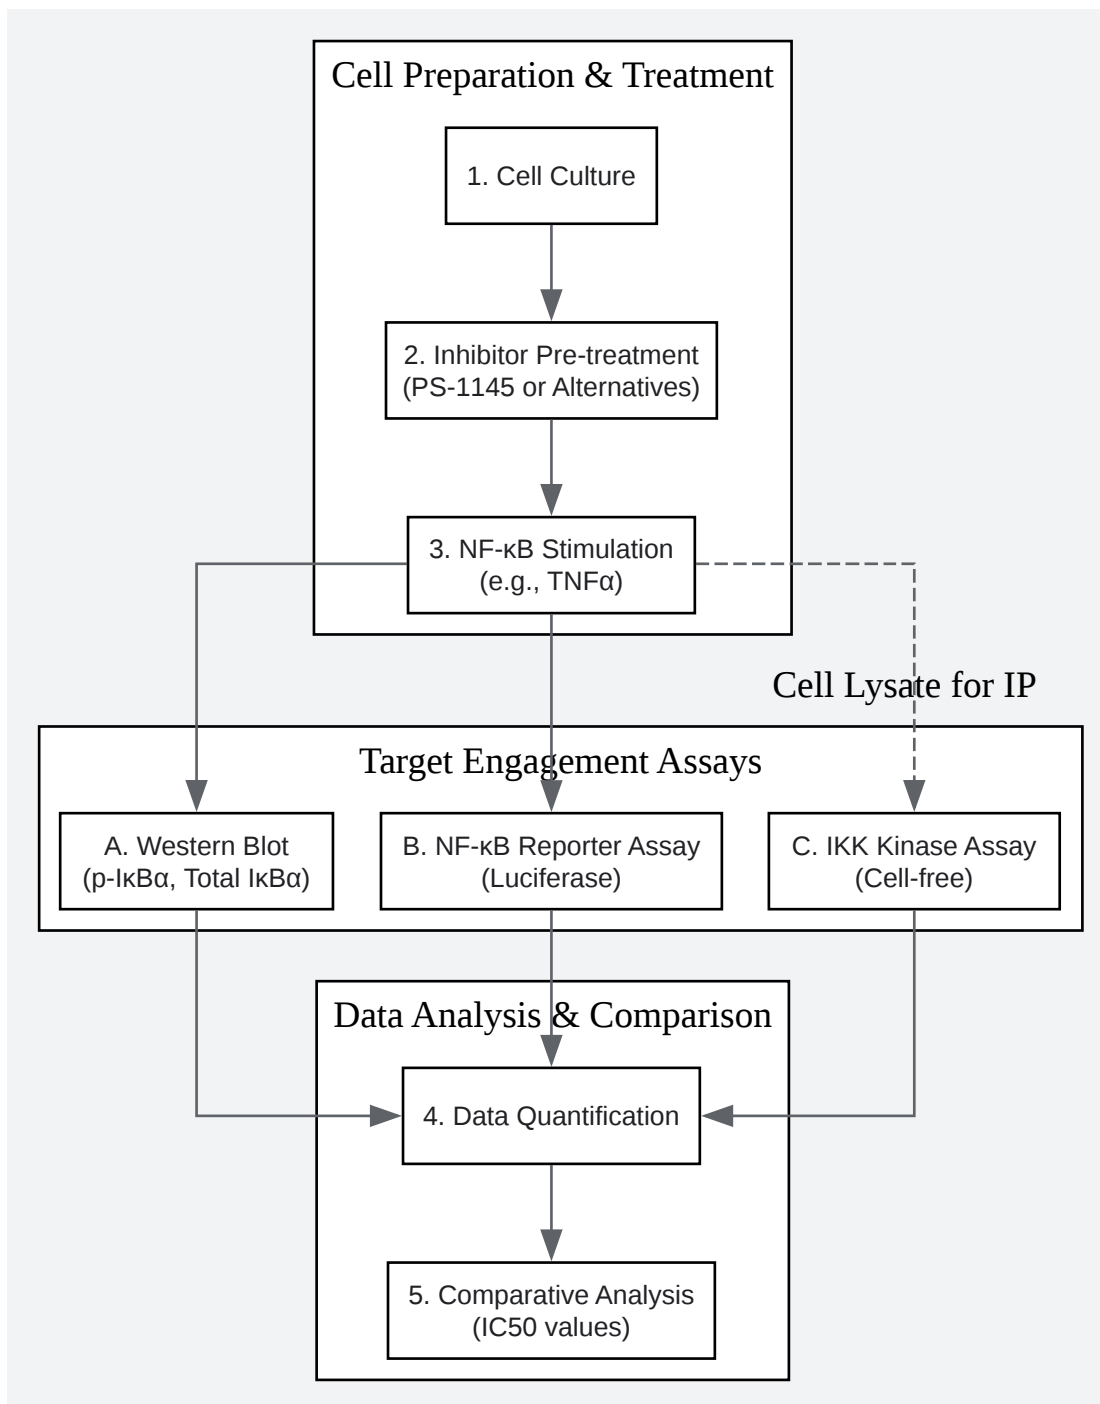 Cell Preparation & Treatment
1. Cell Culture
2. Inhibitor Pre-treatment
(PS-1145 or Alternatives)
3. NF-κB Stimulation
(e.g., TNFα)
Cell Lysate for IP
Target Engagement Assays
A. Western Blot
(p-IκBα, Total IκBα)
B. NF-κB Reporter Assay
(Luciferase)
C. IKK Kinase Assay
(Cell-free)
Data Analysis & Comparison
4. Data Quantification
5. Comparative Analysis
(IC50 values)